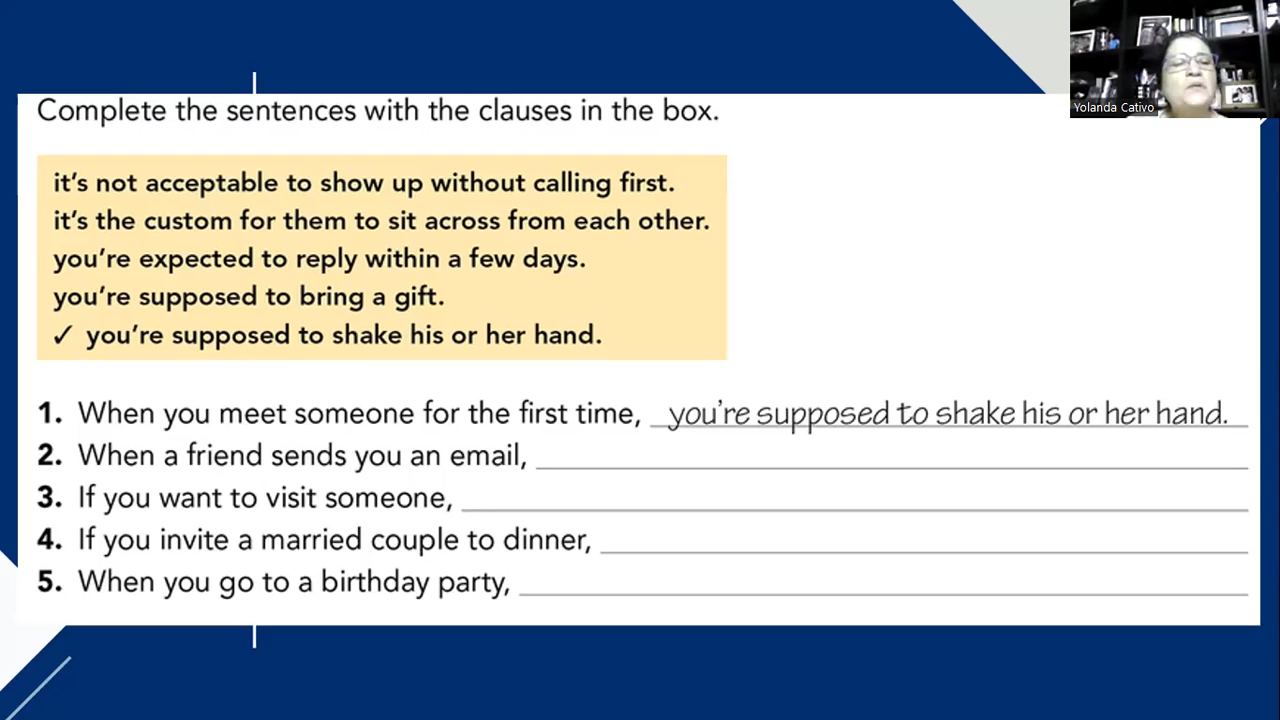 Yolanda Cativo
Complete the sentences with the clauses in the box.
it's not acceptable to show up without calling first.
it's the custom for them to sit across from each other.
you're expected to reply within a few days.
you're supposed to bring a gift.
✓ you're supposed to shake his or her hand.
1. When you meet someone for the first time, you're supposed to shake his or her hand.
2. When a friend sends you an email,
3. If you want to visit someone,
4. If you invite a married couple to dinner,
5. When you go to a birthday party,